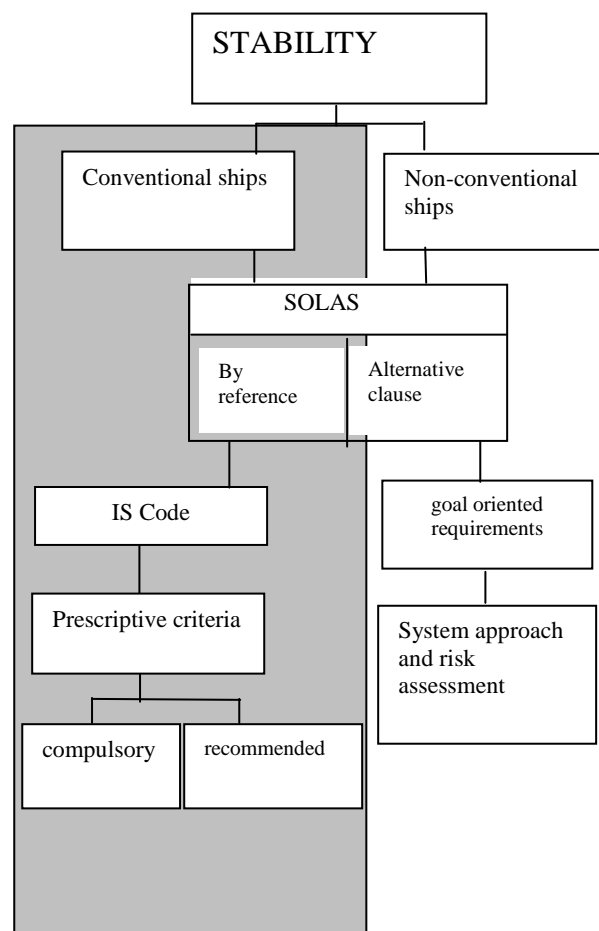 STABILITY
Conventional ships
Non-conventional
ships
SOLAS
By
reference
Alternative
clause
IS Code
goal oriented
requirements
Prescriptive criteria
System approach
and risk
assessment
compulsory
recommended